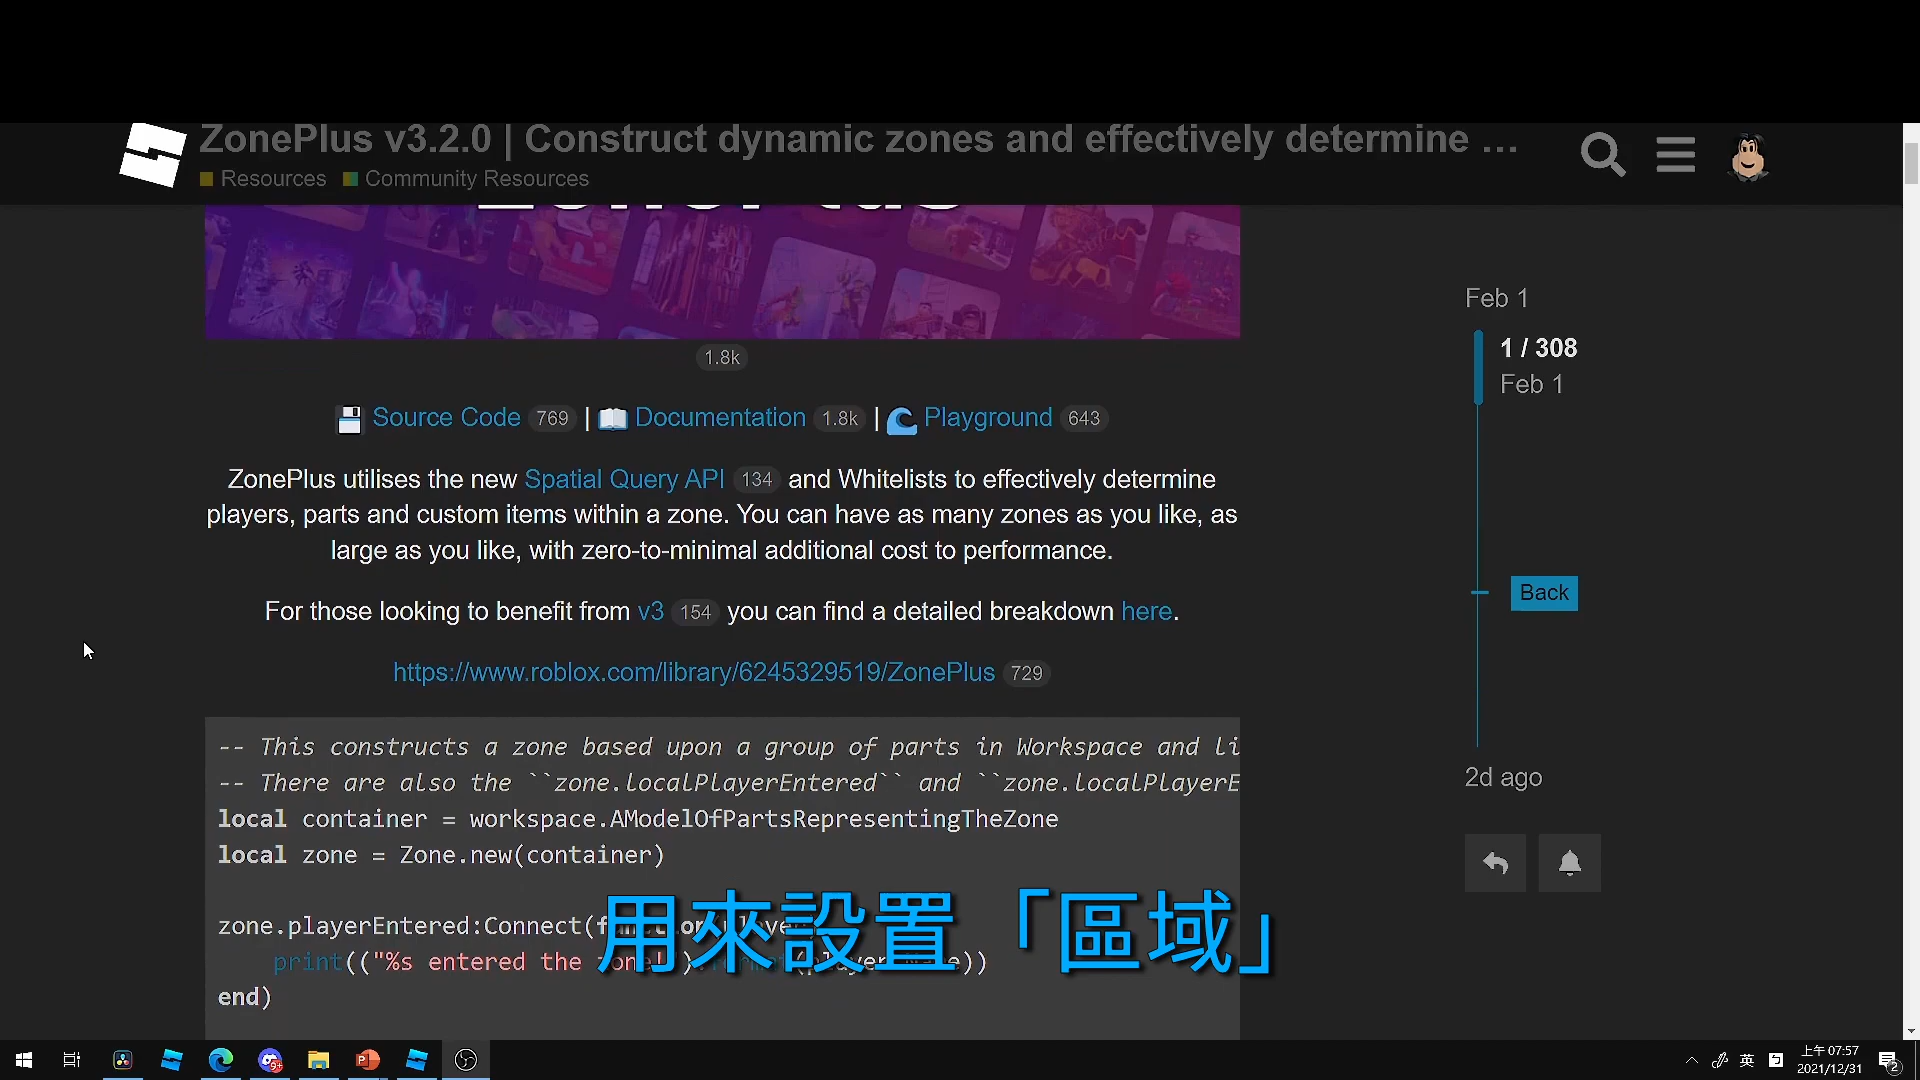 ZonePlus v3.2.0 | Construct dynamic zones and effectively determine …
Resources Community Resources
1.8k
Source Code 769 | Documentation 1.8k | Playground 643
ZonePlus utilises the new Spatial Query API 134 and Whitelists to effectively determine
players, parts and custom items within a zone. You can have as many zones as you like, as
large as you like, with zero-to-minimal additional cost to performance.
For those looking to benefit from v3 154 you can find a detailed breakdown here.
https://www.roblox.com/library/6245329519/ZonePlus 729
-- This constructs a zone based upon a group of parts in Workspace and li
-- There are also the ``zone.localPlayerEntered`` and ``zone.localPlayerE
local container = workspace.AModelOfPartsRepresentingTheZone
local zone = Zone.new(container)
zone.playerEntered:Connect(
print(("%s entered the
end)
用來設置「區域」
Feb 1
1 / 308
Feb 1
Back
2d ago
9+
英
上午 07:57
2021/12/31
2